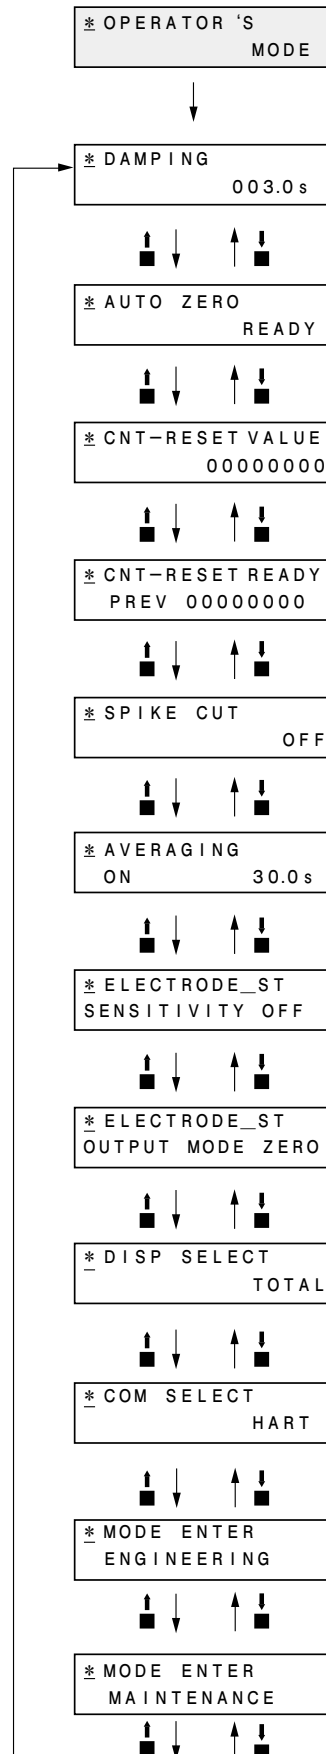 * OPERATOR 'S
MODE
* DAMPING
003.0s
* AUTO ZERO
READY
* CNT-RESET VALUE
00000000
* CNT-RESET READY
PREV 00000000
* SPIKE CUT
OFF
* AVERAGING
ON 30.0s
* ELECTRODE_ST
SENSITIVITY OFF
* ELECTRODE_ST
OUTPUT MODE ZERO
* DISP SELECT
TOTAL
* COM SELECT
HART
* MODE ENTER
ENGINEERING
* MODE ENTER
MAINTENANCE